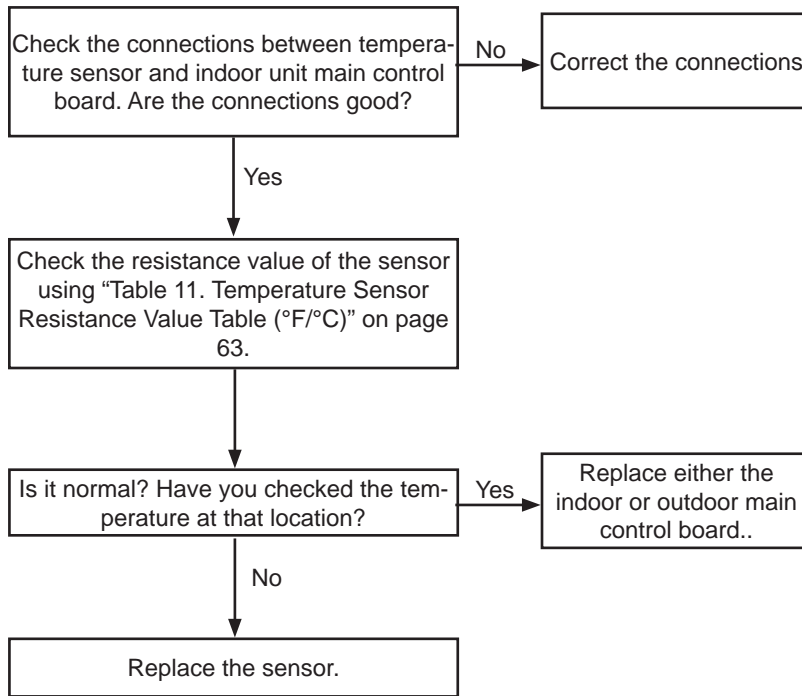 Check the connections between tempera-
ture sensor and indoor unit main control
board. Are the connections good?
No
Correct the connections
Yes
Check the resistance value of the sensor
using “Table 11. Temperature Sensor
Resistance Value Table (°F/°C)” on page
63.
Is it normal? Have you checked the tem-
perature at that location?
Yes
Replace either the
indoor or outdoor main
control board..
No
Replace the sensor.